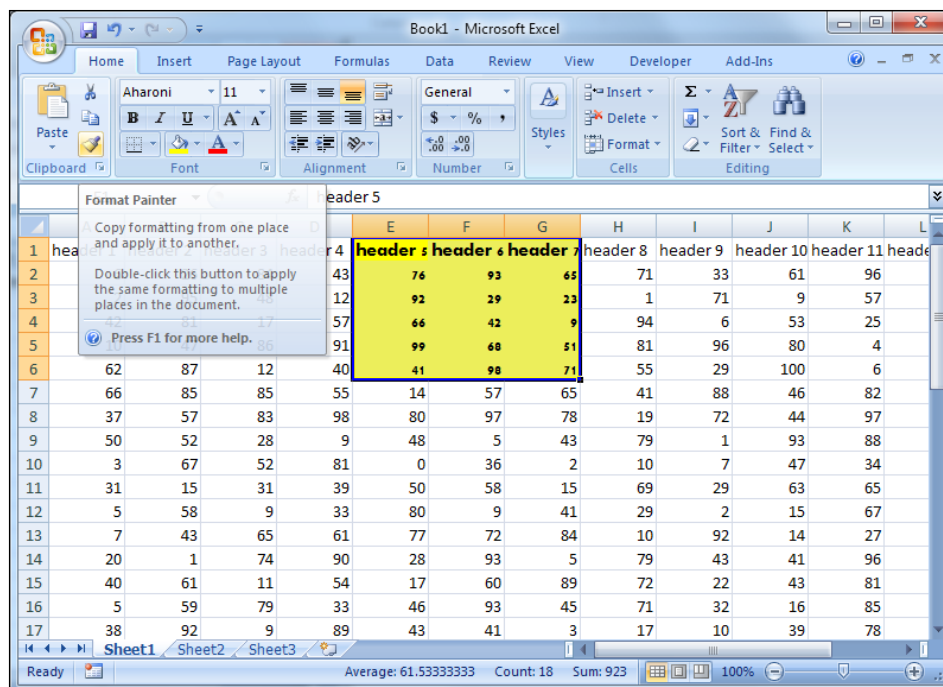 Book1 - Microsoft Excel
Home Insert Page Layout Formulas Data Review View Developer Add-Ins
Paste
Aharoni 11
B I U A A
General
$ % ,
.00 .00
Styles
Insert
Delete
Format
Σ
Sort & Filter
Find & Select
Clipboard Font Alignment Number Cells Editing
header 5
Format Painter
Copy formatting from one place
and apply it to another.
Double-click this button to apply
the same formatting to multiple
places in the document.
Press F1 for more help.
D E F G H I J K L
1 header 4 header 5 header 6 header 7 header 8 header 9 header 10 header 11
2 43 76 93 65 71 33 61 96
3 12 92 29 23 1 71 9 57
4 57 66 42 9 94 6 53 25
5 91 99 68 51 81 96 80 4
6 62 87 12 40 41 98 71 55 29 100 6
7 66 85 85 55 14 57 65 41 88 46 82
8 37 57 83 98 80 97 78 19 72 44 97
9 50 52 28 9 48 5 43 79 1 93 88
10 3 67 52 81 0 36 2 10 7 47 34
11 31 15 31 39 50 58 15 69 29 63 65
12 5 58 9 33 80 9 41 29 2 15 67
13 7 43 65 61 77 72 84 10 92 14 27
14 20 1 74 90 28 93 5 79 43 41 96
15 40 61 11 54 17 60 89 72 22 43 81
16 5 59 79 33 46 93 45 71 32 16 85
17 38 92 9 89 43 41 3 17 10 39 78
Sheet1 Sheet2 Sheet3
Ready Average: 61.53333333 Count: 18 Sum: 923 100%